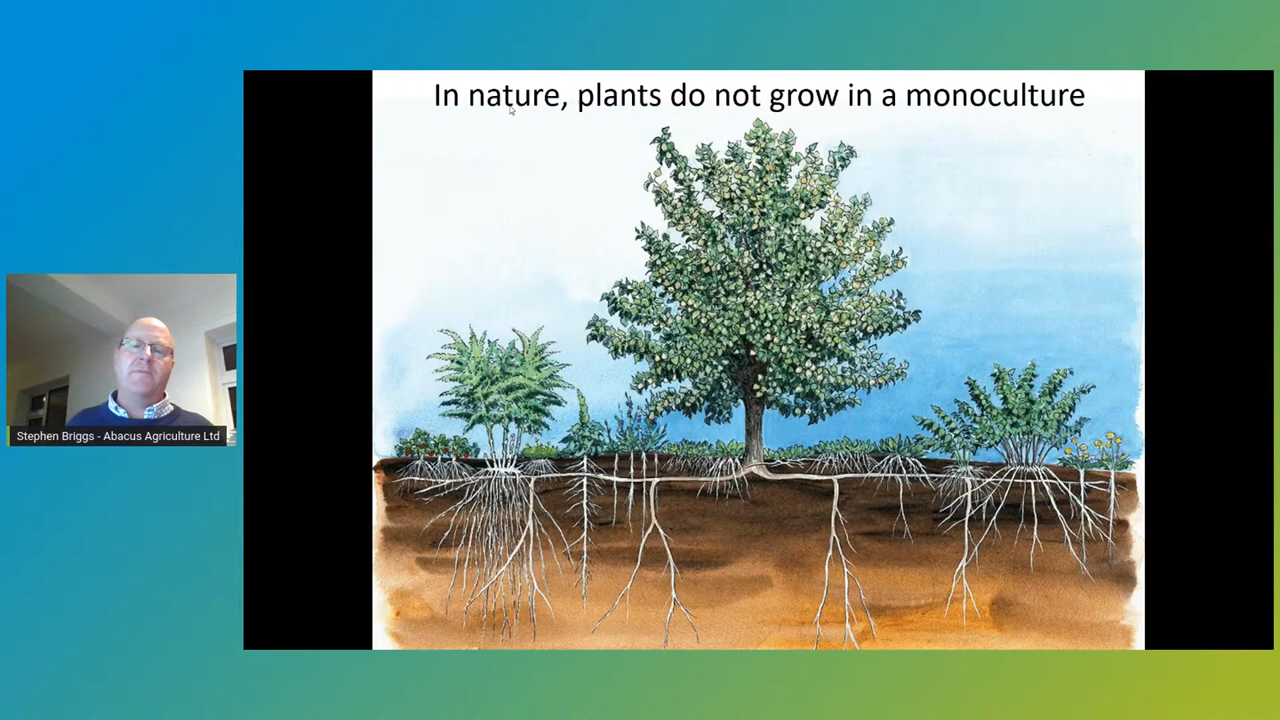 In nature, plants do not grow in a monoculture
Stephen Briggs - Abacus Agriculture Ltd